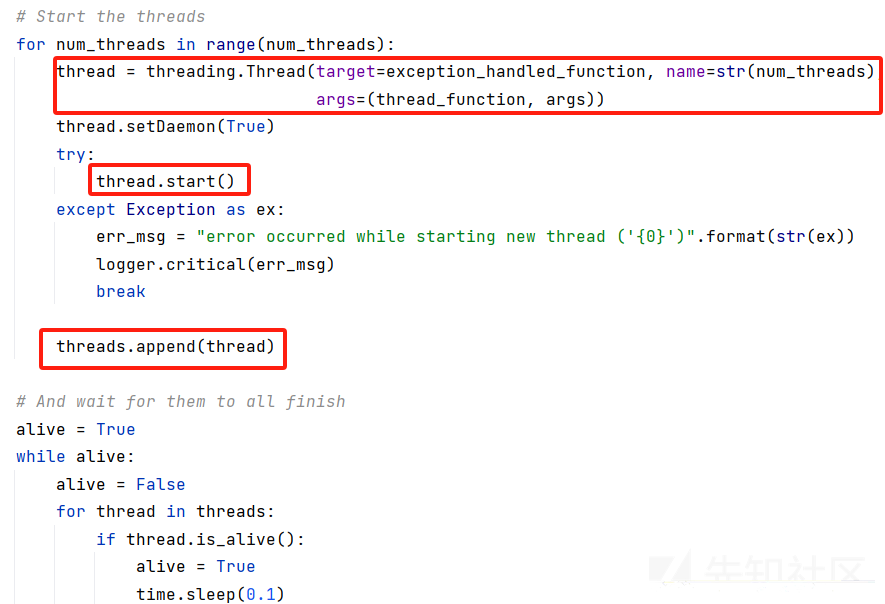 # Start the threads
for num_threads in range(num_threads):
    thread = threading.Thread(target=exception_handled_function, name=str(num_threads)
                              args=(thread_function, args))
    thread.setDaemon(True)
    try:
        thread.start()
    except Exception as ex:
        err_msg = "error occurred while starting new thread ('{0}')".format(str(ex))
        logger.critical(err_msg)
        break
    threads.append(thread)
# And wait for them to all finish
alive = True
while alive:
    alive = False
    for thread in threads:
        if thread.is_alive():
            alive = True
            time.sleep(0.1)
先知社区